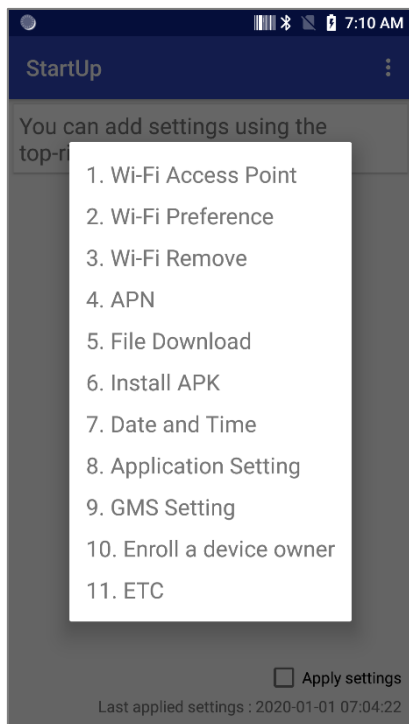 7:10 AM
StartUp
You can add settings using the
top-ri
1. Wi-Fi Access Point
2. Wi-Fi Preference
3. Wi-Fi Remove
4. APN
5. File Download
6. Install APK
7. Date and Time
8. Application Setting
9. GMS Setting
10. Enroll a device owner
11. ETC
Apply settings
Last applied settings : 2020-01-01 07:04:22